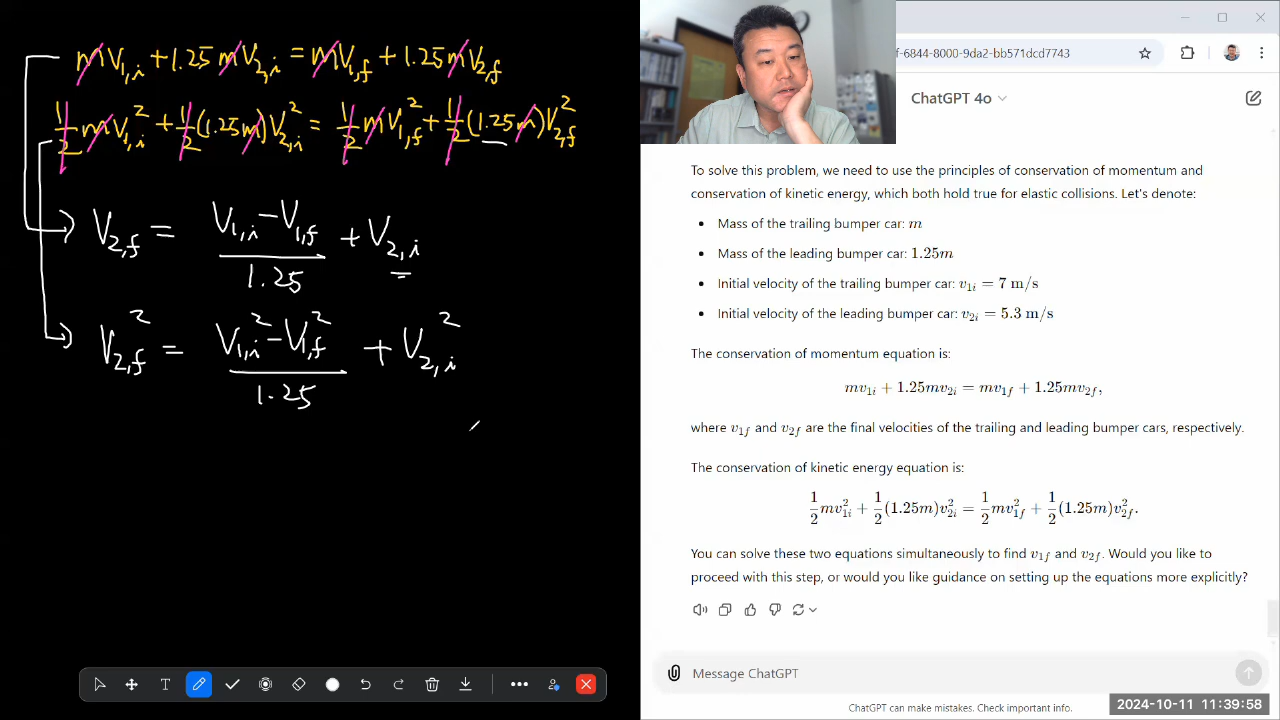 mV₁,ᵢ + 1.25mV₂,ᵢ = mV₁,f + 1.25mV₂,f
1/2 mV₁,ᵢ² + 1/2 (1.25m)V₂,ᵢ² = 1/2 mV₁,f² + 1/2 (1.25m)V₂,f²
V₂,f = (V₁,ᵢ − V₁,f)/1.25 + V₂,ᵢ
V₂,f² = (V₁,ᵢ² − V₁,f²)/1.25 + V₂,ᵢ²
f-6844-8000-9da2-bb571dcd7743
ChatGPT 4o
To solve this problem, we need to use the principles of conservation of momentum and
conservation of kinetic energy, which both hold true for elastic collisions. Let's denote:
• Mass of the trailing bumper car: m
• Mass of the leading bumper car: 1.25m
• Initial velocity of the trailing bumper car: v₁ᵢ = 7 m/s
• Initial velocity of the leading bumper car: v₂ᵢ = 5.3 m/s
The conservation of momentum equation is:
mv₁ᵢ + 1.25mv₂ᵢ = mv₁f + 1.25mv₂f,
where v₁f and v₂f are the final velocities of the trailing and leading bumper cars, respectively.
The conservation of kinetic energy equation is:
1/2 mv₁ᵢ² + 1/2 (1.25m)v₂ᵢ² = 1/2 mv₁f² + 1/2 (1.25m)v₂f².
You can solve these two equations simultaneously to find v₁f and v₂f. Would you like to
proceed with this step, or would you like guidance on setting up the equations more explicitly?
Message ChatGPT
ChatGPT can make mistakes. Check important info.
2024-10-11 11:39:58
T